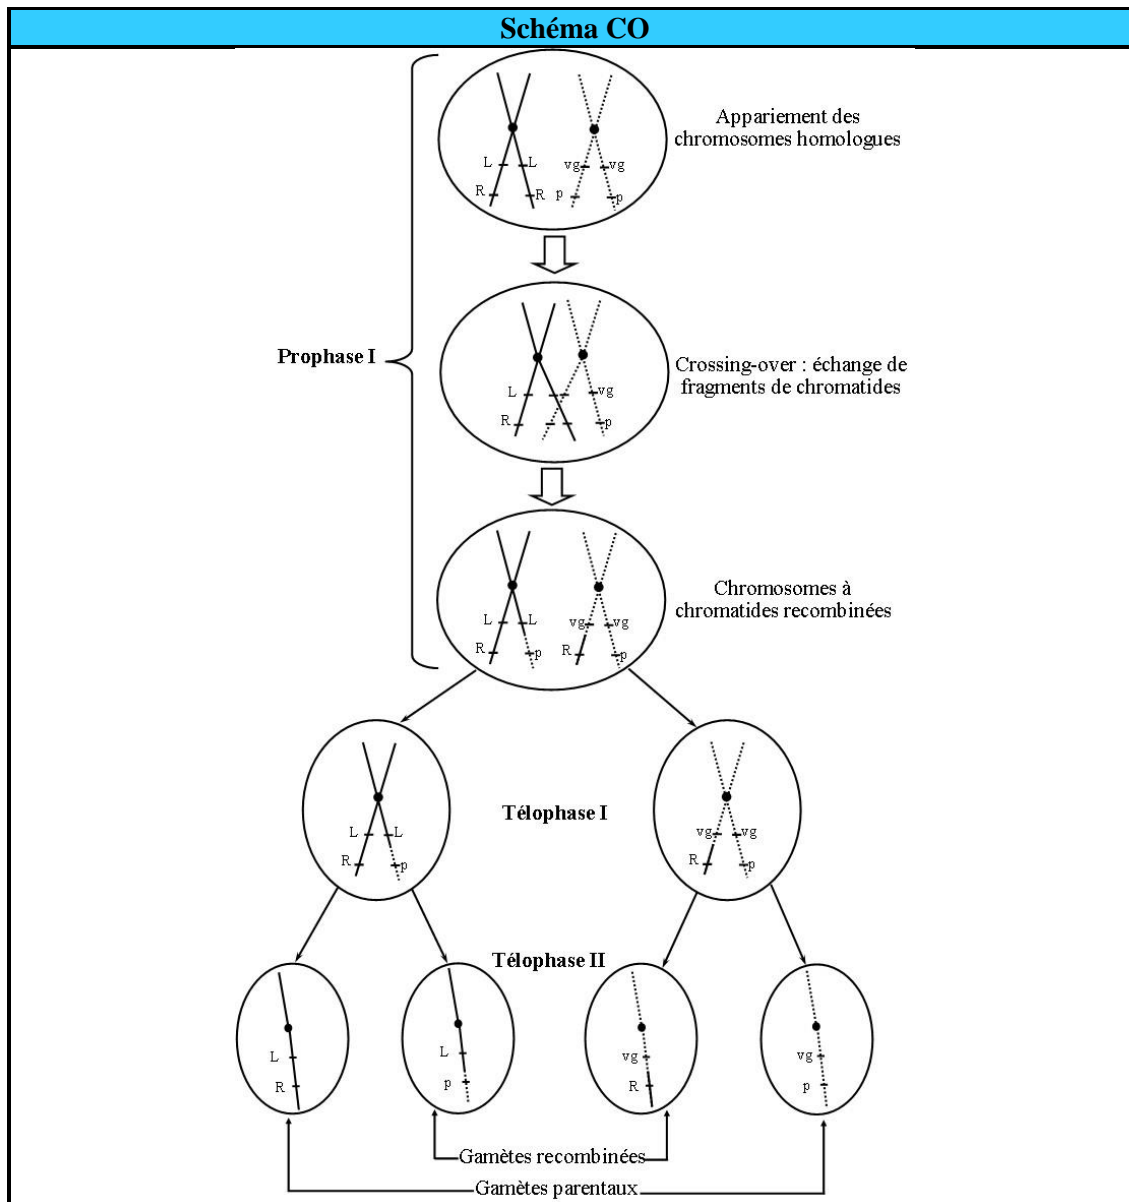 Schéma CO
Appariement des
chromosomes homologues
L L vg vg
R R p p
Prophase I
Crossing-over : échange de
fragments de chromatides
L vg
R p
Chromosomes à
chromatides recombinées
L L vg vg
R p R p
Télophase I
L L vg vg
R p R p
Télophase II
L L vg vg
R p R p
Gamètes recombinées
Gamètes parentaux